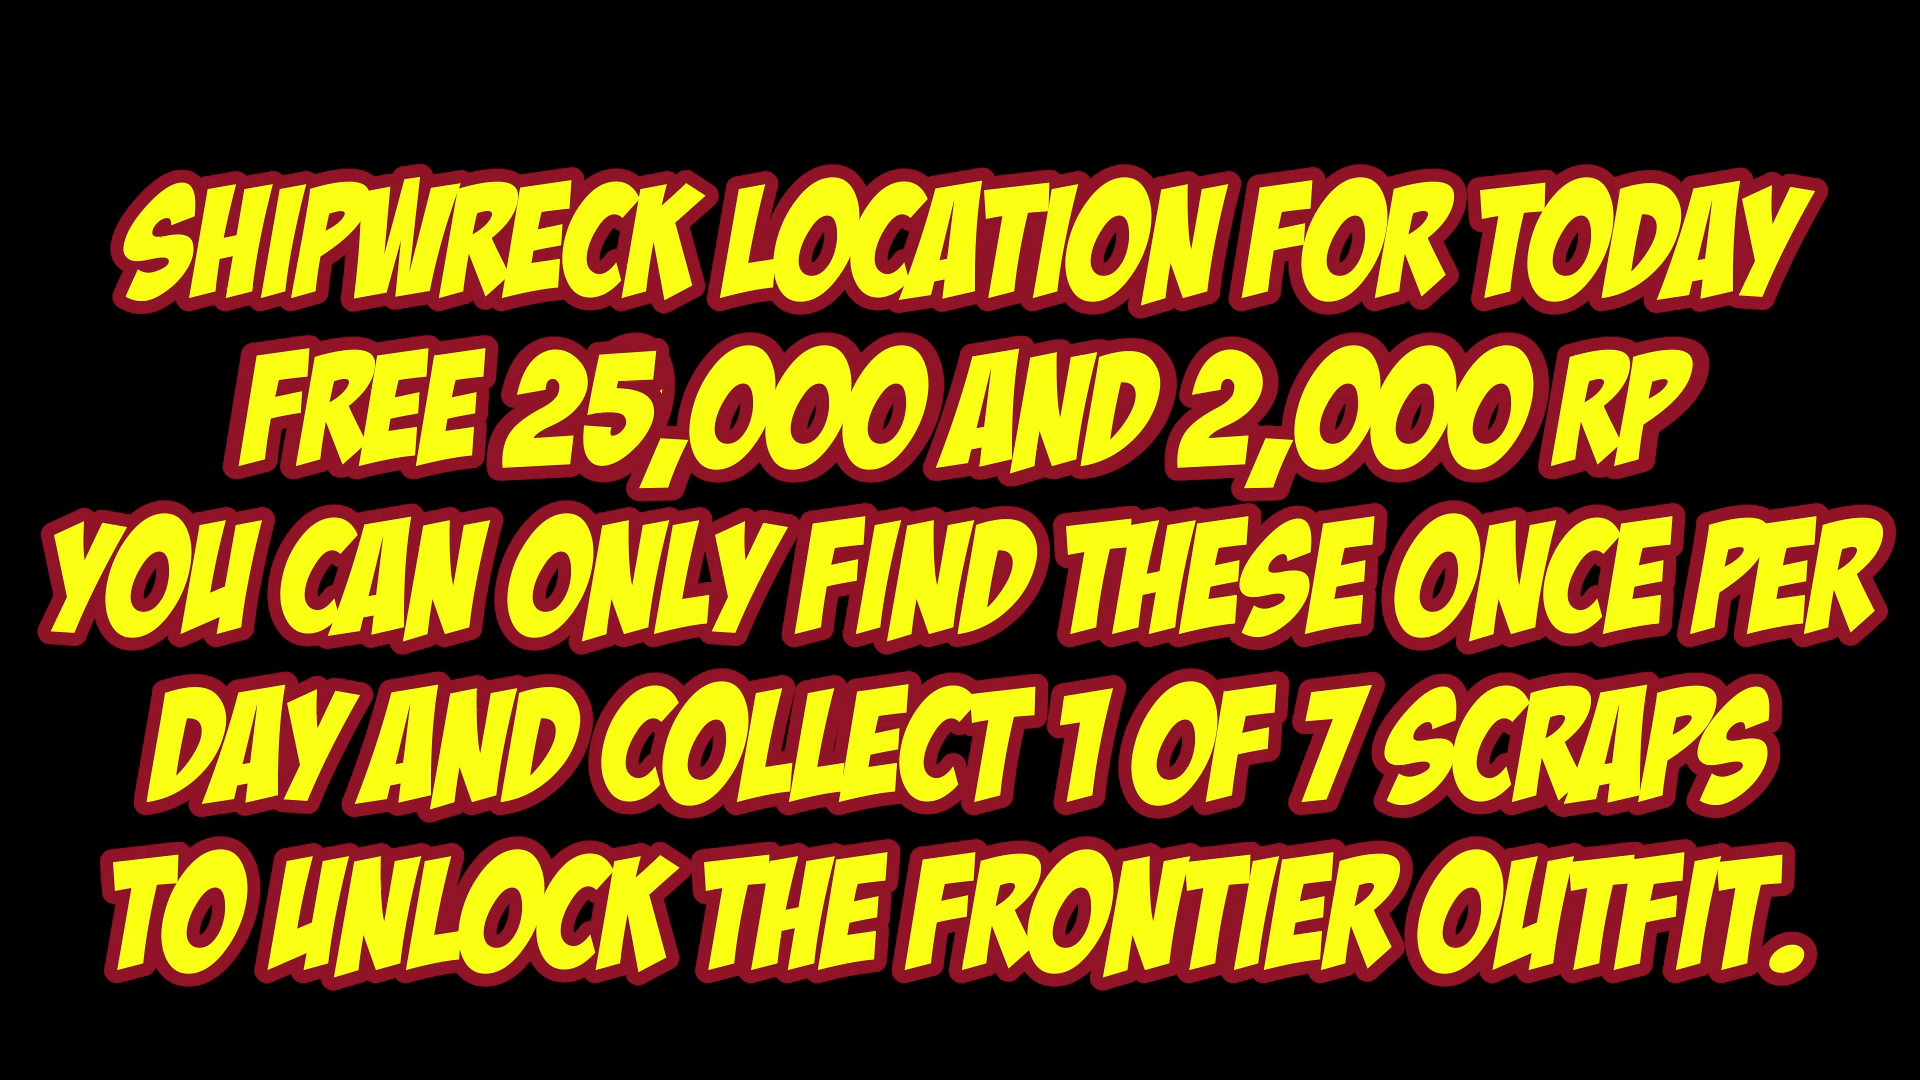 SHIPWRECK LOCATION FOR TODAY
FREE 25,000 AND 2,000 RP
YOU CAN ONLY FIND THESE ONCE PER
DAY AND COLLECT 1 OF 7 SCRAPS
TO UNLOCK THE FRONTIER OUTFIT.